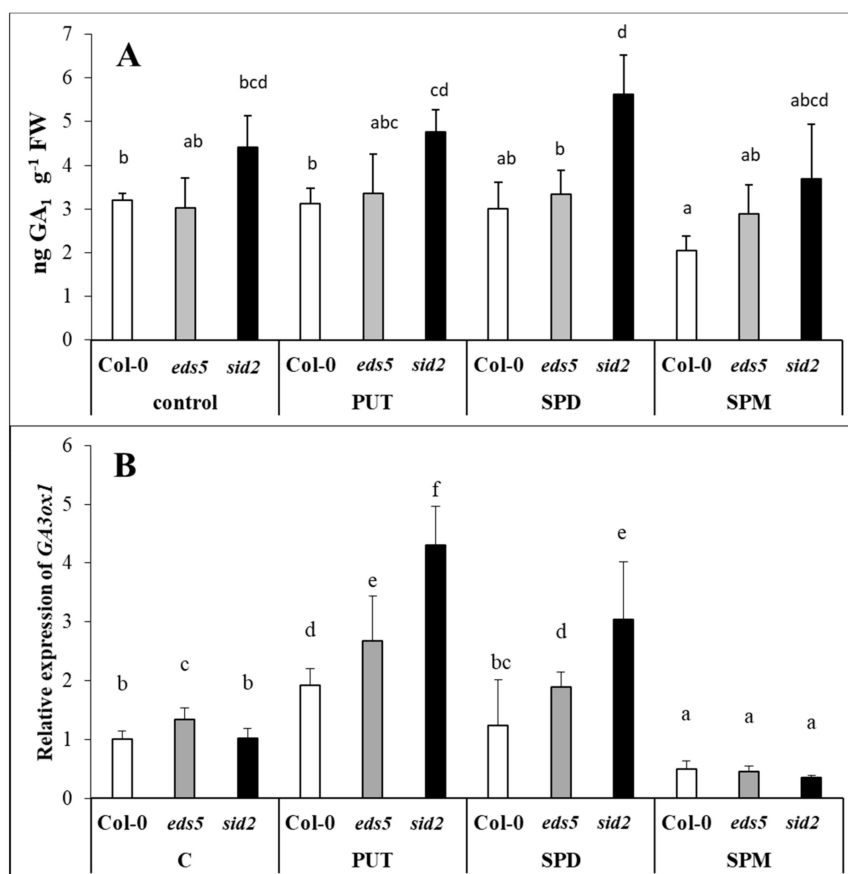 A
ng GA1 g-1 FW
7
6
5
4
3
2
1
0
b ab bcd b abc cd ab b d a ab abcd
Col-0 eds5 sid2 Col-0 eds5 sid2 Col-0 eds5 sid2 Col-0 eds5 sid2
control PUT SPD SPM
B
Relative expression of GA3ox1
6
5
4
3
2
1
0
b c b d e f bc d e a a a
Col-0 eds5 sid2 Col-0 eds5 sid2 Col-0 eds5 sid2 Col-0 eds5 sid2
C PUT SPD SPM